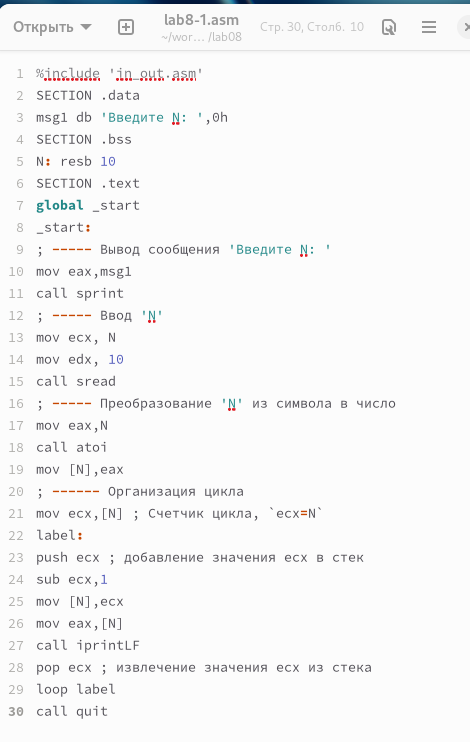 Открыть lab8-1.asm Стр. 30, Столб. 10
~/wor... /lab08
1 %include 'in_out.asm'
2 SECTION .data
3 msg1 db 'Введите N: ',0h
4 SECTION .bss
5 N: resb 10
6 SECTION .text
7 global _start
8 _start:
9 ; ----- Вывод сообщения 'Введите N: '
10 mov eax,msg1
11 call sprint
12 ; ----- Ввод 'N'
13 mov ecx, N
14 mov edx, 10
15 call sread
16 ; ----- Преобразование 'N' из символа в число
17 mov eax,N
18 call atoi
19 mov [N],eax
20 ; ------ Организация цикла
21 mov ecx,[N] ; Счетчик цикла, `ecx=N`
22 label:
23 push ecx ; добавление значения ecx в стек
24 sub ecx,1
25 mov [N],ecx
26 mov eax,[N]
27 call iprintLF
28 pop ecx ; извлечение значения ecx из стека
29 loop label
30 call quit